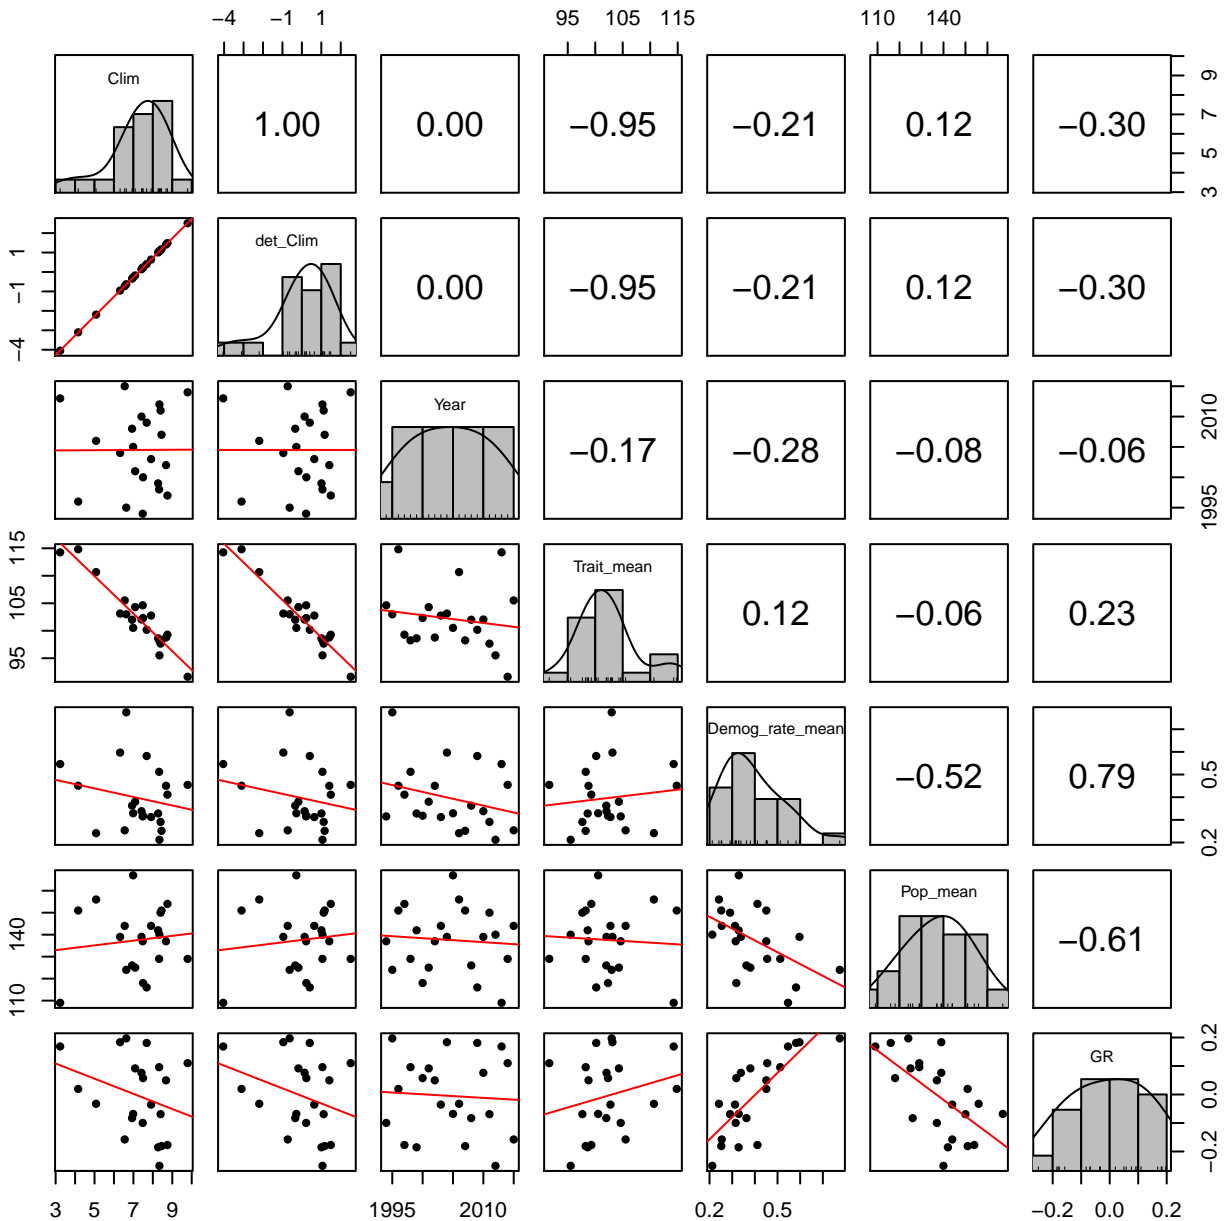 −4 −1 1 95 105 115 110 140
Clim 1.00 0.00 −0.95 −0.21 0.12 −0.30 3 5 7 9
−4 −1 1 det_Clim 0.00 −0.95 −0.21 0.12 −0.30
Year −0.17 −0.28 −0.08 −0.06 1995 2010
95 105 115 Trait_mean 0.12 −0.06 0.23
Demog_rate_mean −0.52 0.79 0.2 0.5
110 140 Pop_mean −0.61
GR −0.2 0.0 0.2
3 5 7 9 1995 2010 0.2 0.5 −0.2 0.0 0.2